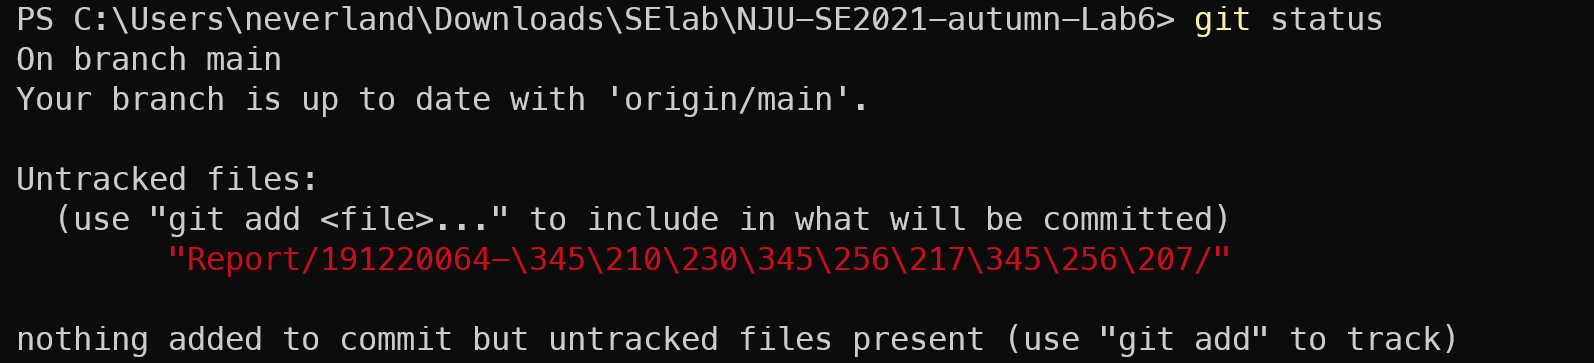 PS C:\Users\neverland\Downloads\SElab\NJU-SE2021-autumn-Lab6> git status
On branch main
Your branch is up to date with 'origin/main'.
Untracked files:
(use "git add <file>..." to include in what will be committed)
"Report/191220064-\345\210\230\345\256\217\345\256\207/"
nothing added to commit but untracked files present (use "git add" to track)